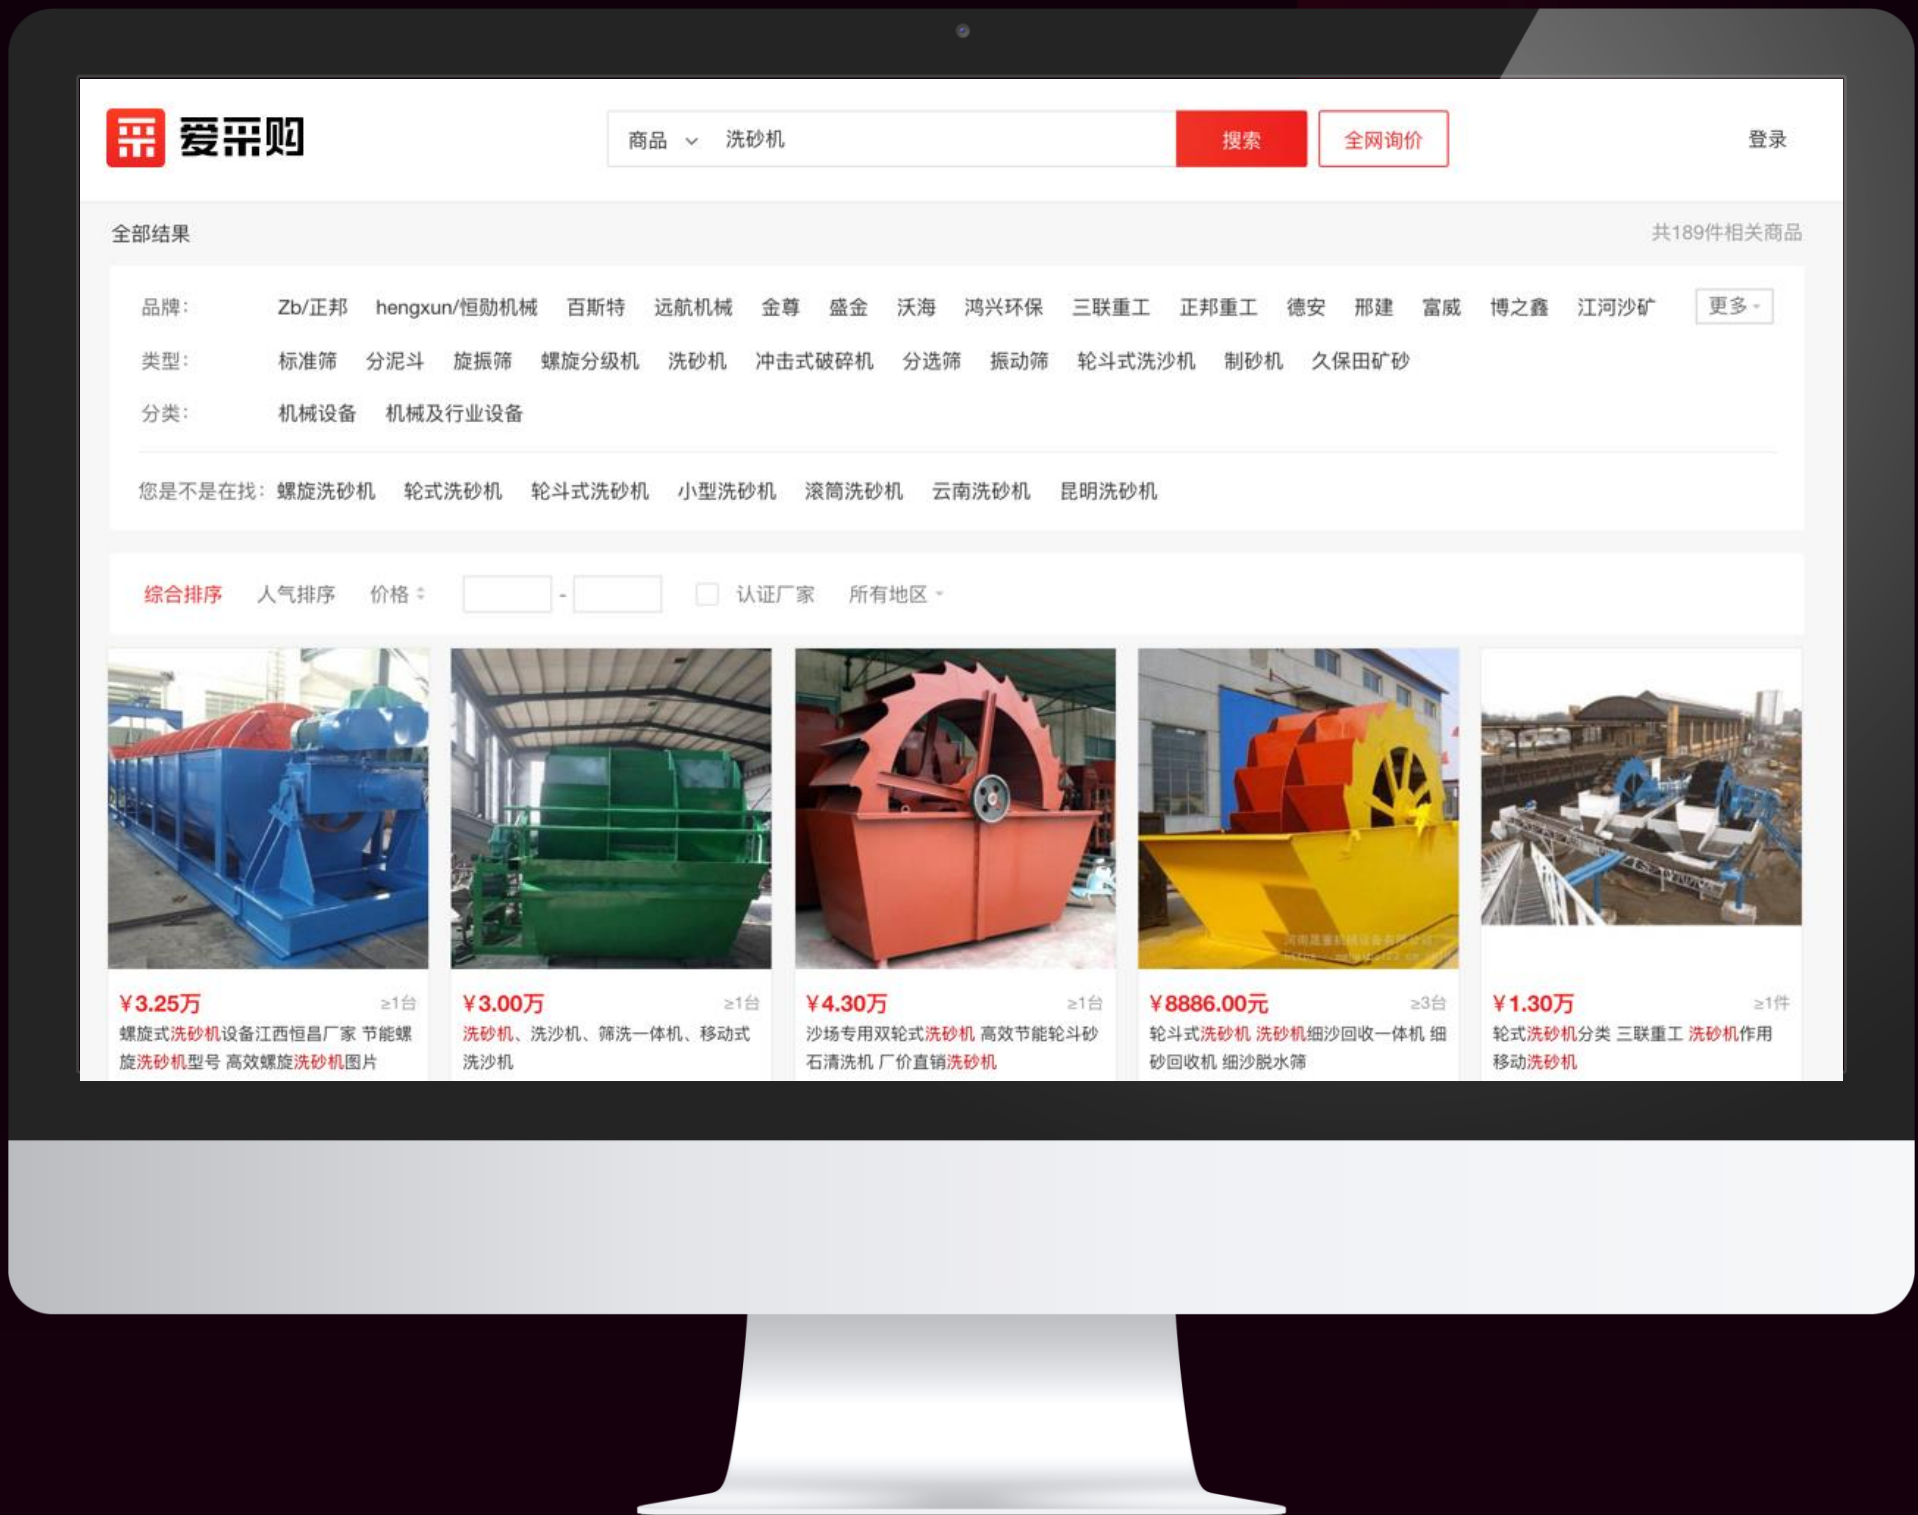 采 爱采购
商品 洗砂机 搜索 全网询价 登录
全部结果 共189件相关商品
品牌： Zb/正邦 hengxun/恒勋机械 百斯特 远航机械 金尊 盛金 沃海 鸿兴环保 三联重工 正邦重工 德安 邢建 富威 博之鑫 江河沙矿 更多
类型： 标准筛 分泥斗 旋振筛 螺旋分级机 洗砂机 冲击式破碎机 分选筛 振动筛 轮斗式洗沙机 制砂机 久保田矿砂
分类： 机械设备 机械及行业设备
您是不是在找： 螺旋洗砂机 轮式洗砂机 轮斗式洗砂机 小型洗砂机 滚筒洗砂机 云南洗砂机 昆明洗砂机
综合排序 人气排序 价格 - 认证厂家 所有地区
¥3.25万 ≥1台
螺旋式洗砂机设备江西恒昌厂家 节能螺
旋洗砂机型号 高效螺旋洗砂机图片
¥3.00万 ≥1台
洗砂机、洗沙机、筛洗一体机、移动式
洗沙机
¥4.30万 ≥1台
沙场专用双轮式洗砂机 高效节能轮斗砂
石清洗机 厂价直销洗砂机
¥8886.00元 ≥3台
轮斗式洗砂机 洗砂机细沙回收一体机 细
砂回收机 细沙脱水筛
¥1.30万 ≥1件
轮式洗砂机分类 三联重工 洗砂机作用
移动洗砂机